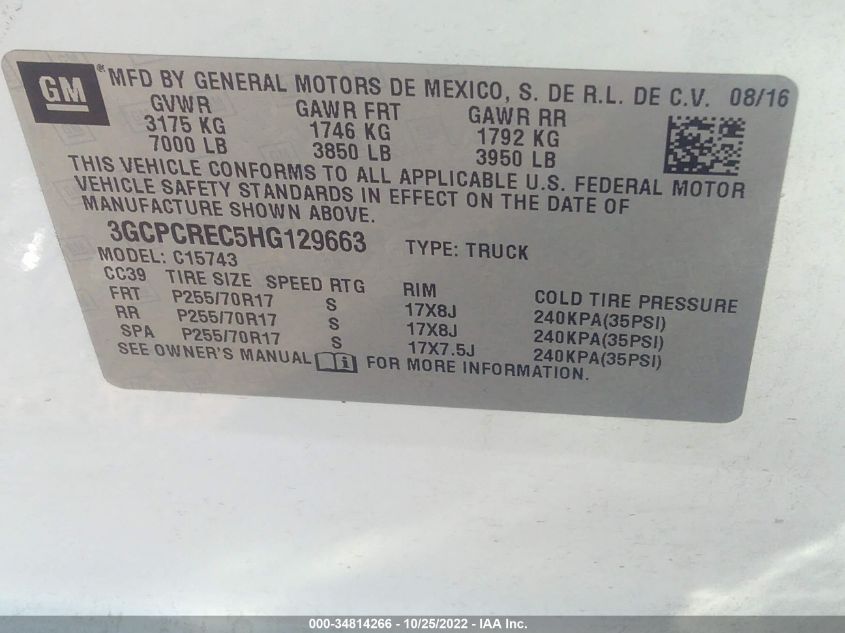 GM® MFD BY GENERAL MOTORS DE MEXICO, S. DE R.L. DE C.V. 08/16
GVWR GAWR FRT GAWR RR
3175 KG 1746 KG 1792 KG
7000 LB 3850 LB 3950 LB
THIS VEHICLE CONFORMS TO ALL APPLICABLE U.S. FEDERAL MOTOR
VEHICLE SAFETY STANDARDS IN EFFECT ON THE DATE OF
MANUFACTURE SHOWN ABOVE.
3GCPCREC5HG129663 TYPE: TRUCK
MODEL: C15743
CC39 TIRE SIZE SPEED RTG RIM COLD TIRE PRESSURE
FRT P255/70R17 S 17X8J 240KPA(35PSI)
RR P255/70R17 S 17X8J 240KPA(35PSI)
SPA P255/70R17 S 17X7.5J 240KPA(35PSI)
SEE OWNER'S MANUAL FOR MORE INFORMATION.
000-34814266 - 10/25/2022 - IAA Inc.